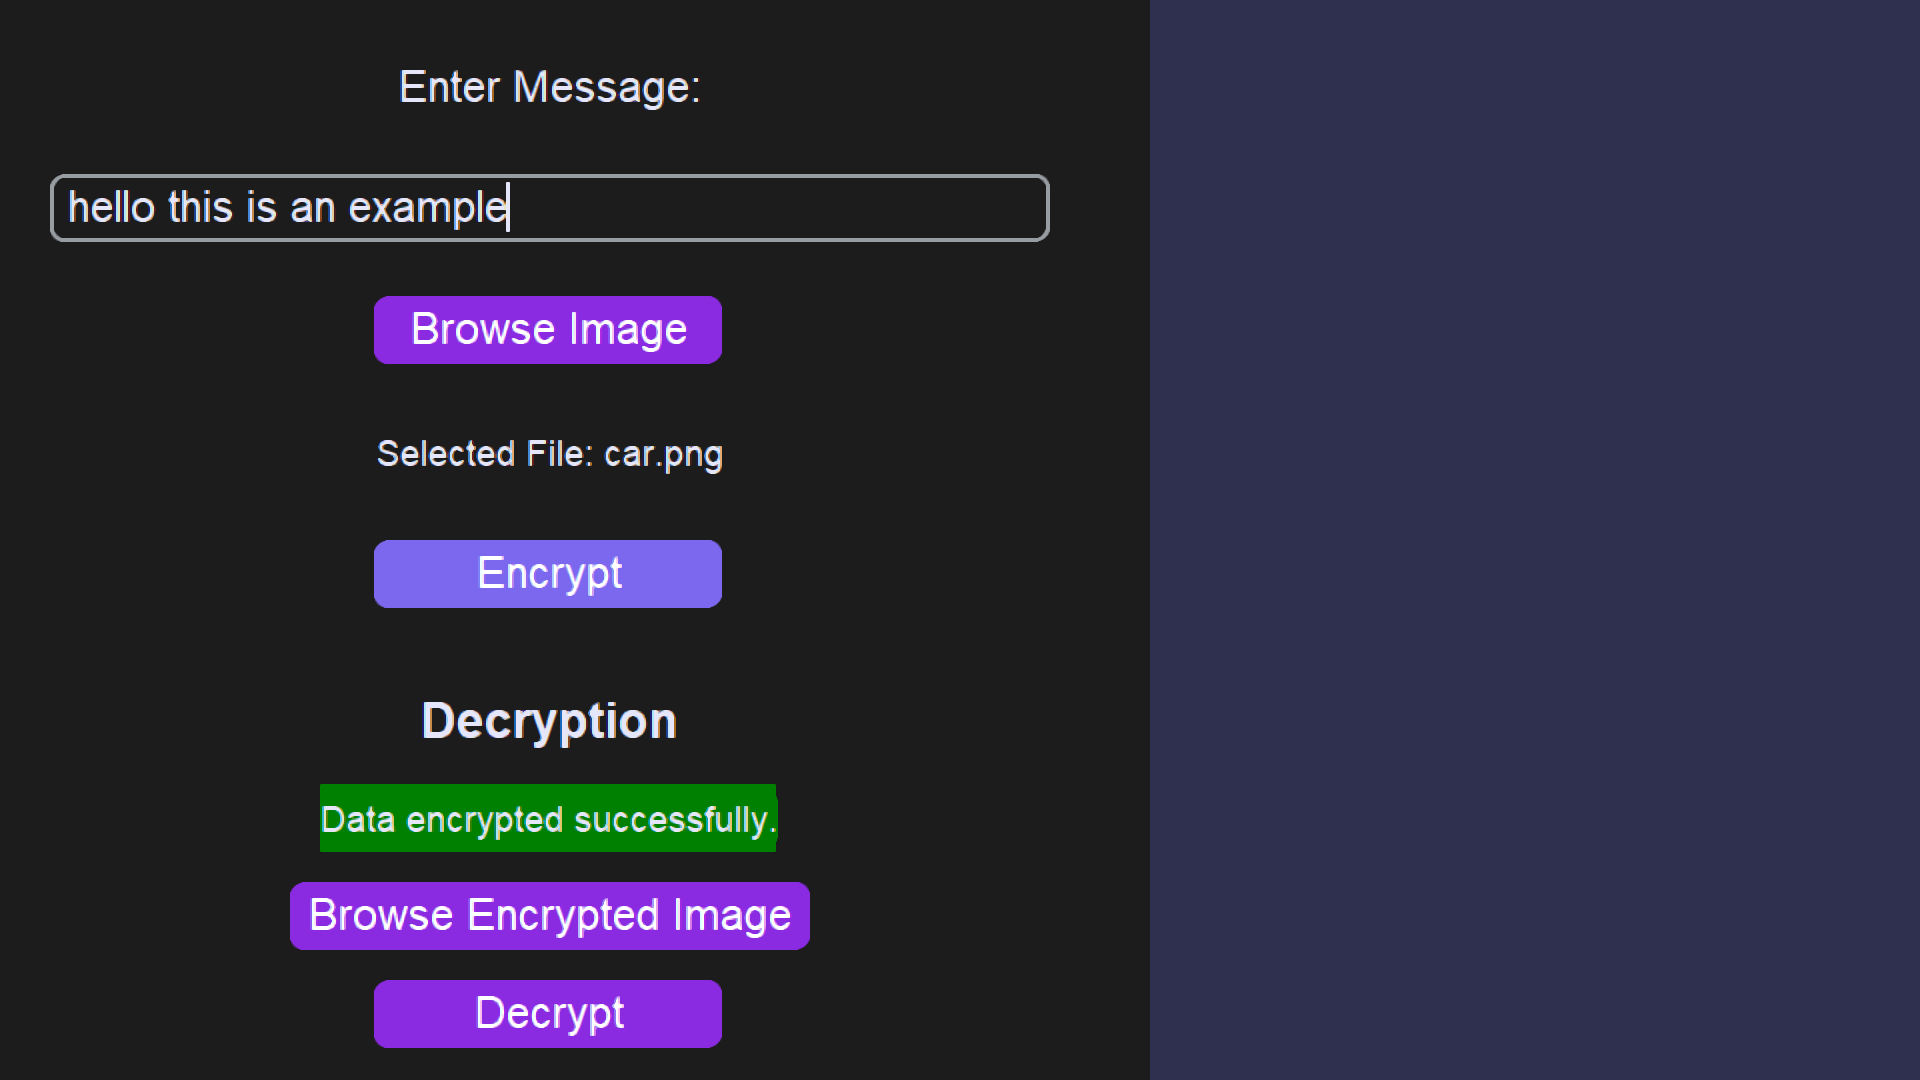 Enter Message:
hello this is an example
Browse Image
Selected File: car.png
Encrypt
Decryption
Data encrypted successfully.
Browse Encrypted Image
Decrypt